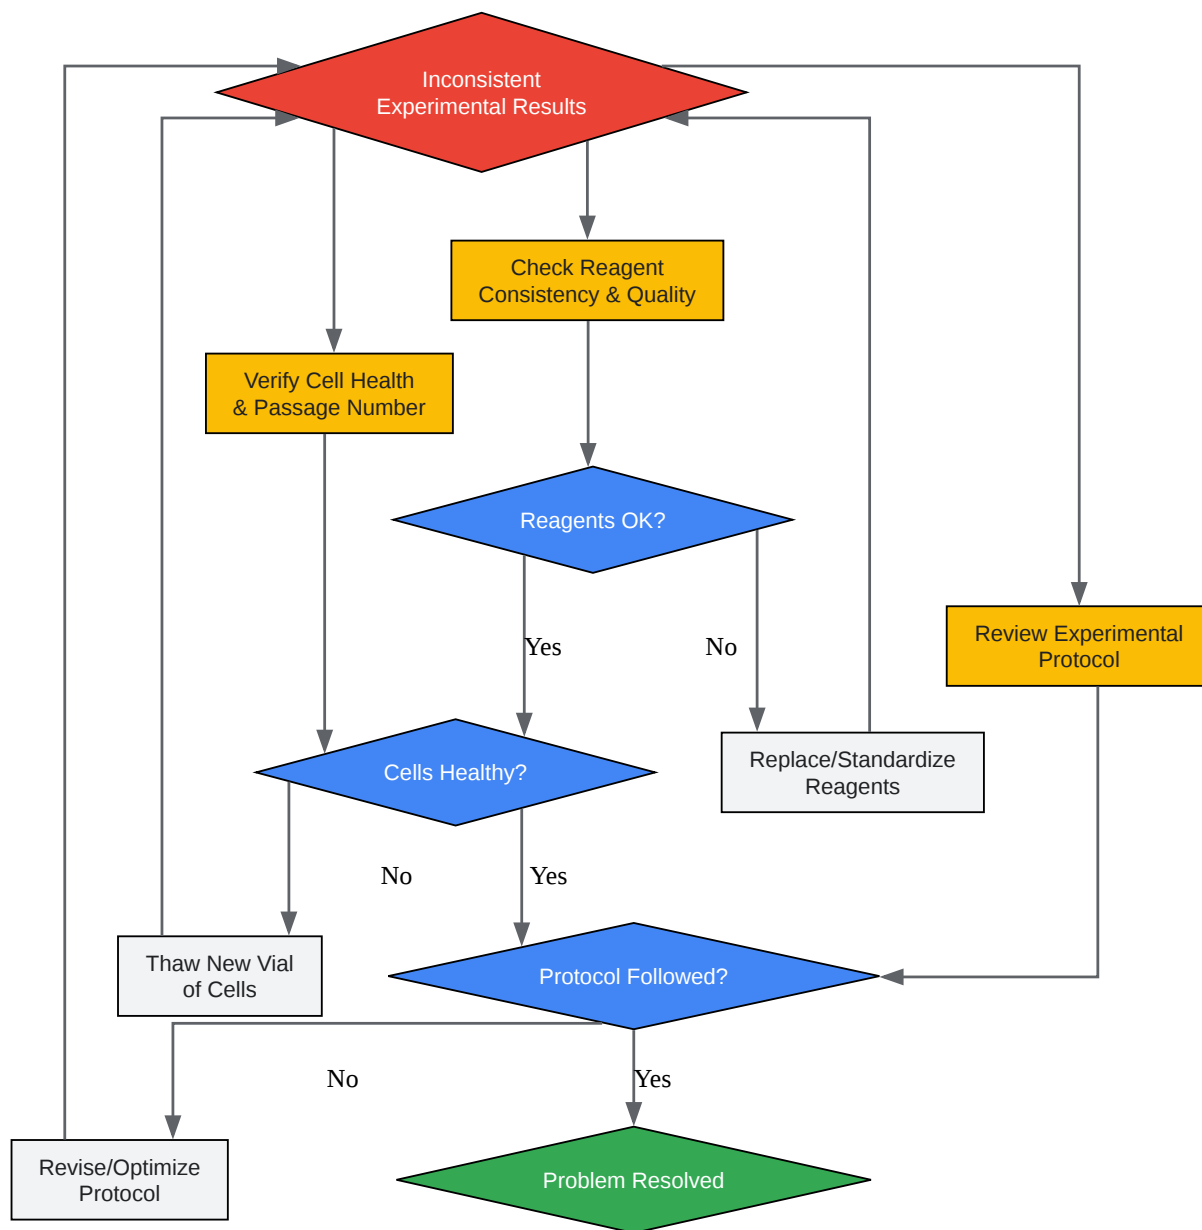 Inconsistent
Experimental Results
Check Reagent
Consistency & Quality
Verify Cell Health
& Passage Number
Reagents OK?
Yes
No
Review Experimental
Protocol
Cells Healthy?
Replace/Standardize
Reagents
No
Yes
Thaw New Vial
of Cells
Protocol Followed?
No
Yes
Revise/Optimize
Protocol
Problem Resolved